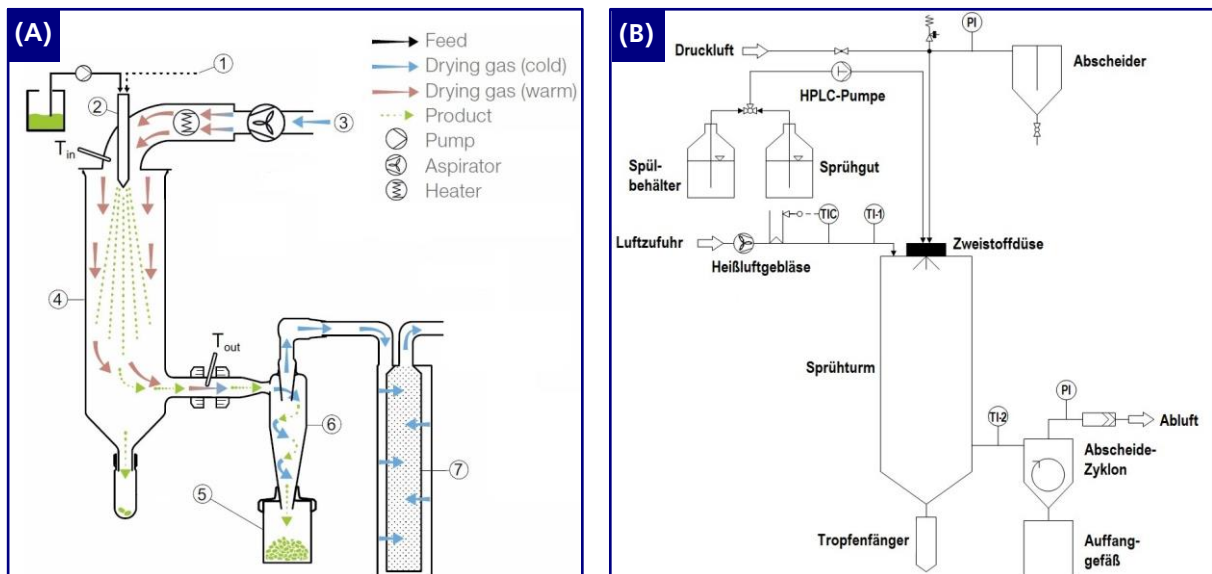 (A)
Feed
Drying gas (cold)
Drying gas (warm)
Product
Pump
Aspirator
Heater
1
2
3
Tin
4
Tout
5
6
7
(B)
Druckluft
PI
Abscheider
HPLC-Pumpe
Spül-
behälter
Sprühgut
TIC
TI-1
Luftzufuhr
Heißluftgebläse
Zweistoffdüse
Sprühturm
TI-2
PI
Abluft
Abscheide-
Zyklon
Tropfenfänger
Auffang-
gefäß